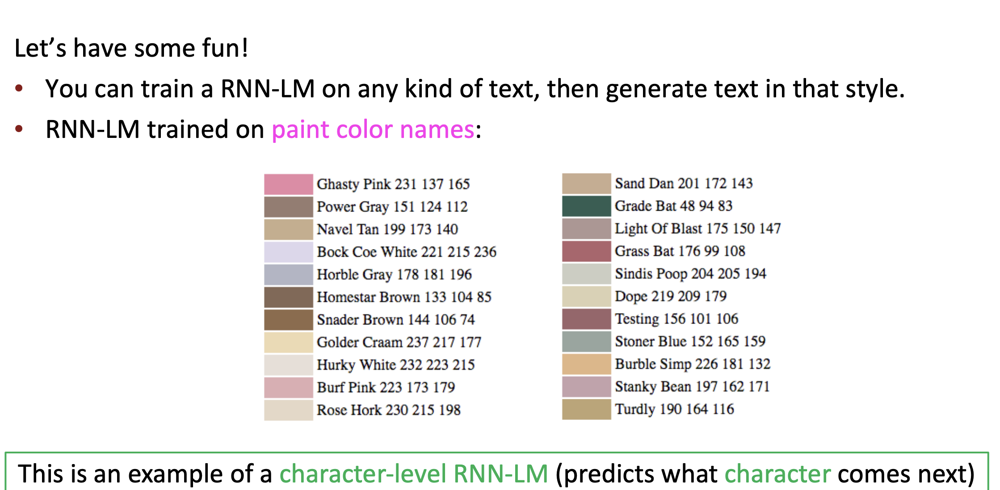 Let’s have some fun!
• You can train a RNN-LM on any kind of text, then generate text in that style.
• RNN-LM trained on paint color names:
Ghasty Pink 231 137 165
Power Gray 151 124 112
Navel Tan 199 173 140
Bock Coe White 221 215 236
Horble Gray 178 181 196
Homestar Brown 133 104 85
Snader Brown 144 106 74
Golder Craam 237 217 177
Hurky White 232 223 215
Burf Pink 223 173 179
Rose Hork 230 215 198
Sand Dan 201 172 143
Grade Bat 48 94 83
Light Of Blast 175 150 147
Grass Bat 176 99 108
Sindis Poop 204 205 194
Dope 219 209 179
Testing 156 101 106
Stoner Blue 152 165 159
Burble Simp 226 181 132
Stanky Bean 197 162 171
Turdly 190 164 116
This is an example of a character-level RNN-LM (predicts what character comes next)